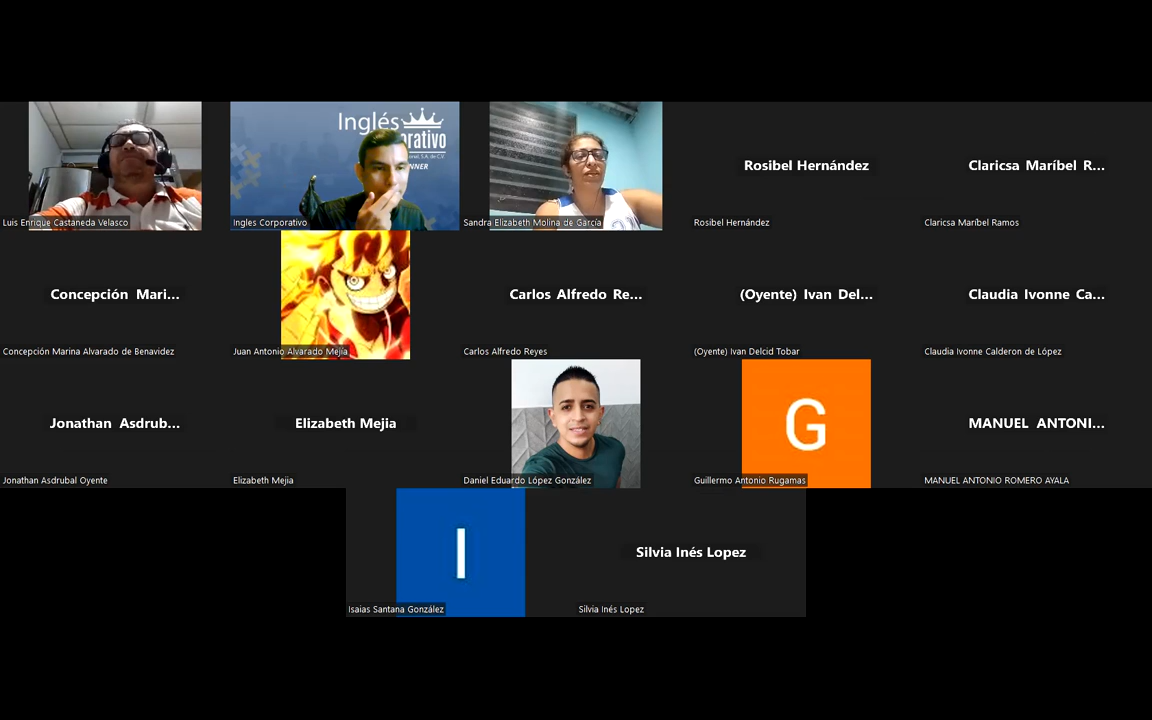 Inglés
orativo
onal, S.A. de C.V.
NNER
Luis Enrique Castaneda Velasco
Ingles Corporativo
Sandra Elizabeth Molina de García
Rosibel Hernández
Rosibel Hernández
Claricsa Maríbel R...
Claricsa Maríbel Ramos
Concepción Mari...
Concepción Marina Alvarado de Benavidez
Juan Antonio Alvarado Mejía
Carlos Alfredo Re...
Carlos Alfredo Reyes
(Oyente) Ivan Del...
(Oyente) Ivan Delcid Tobar
Claudia Ivonne Ca...
Claudia Ivonne Calderon de López
Jonathan Asdrub...
Jonathan Asdrubal Oyente
Elizabeth Mejia
Elizabeth Mejia
Daniel Eduardo López González
G
Guillermo Antonio Rugamas
MANUEL ANTONI...
MANUEL ANTONIO ROMERO AYALA
I
Isaias Santana González
Silvia Inés Lopez
Silvia Inés Lopez